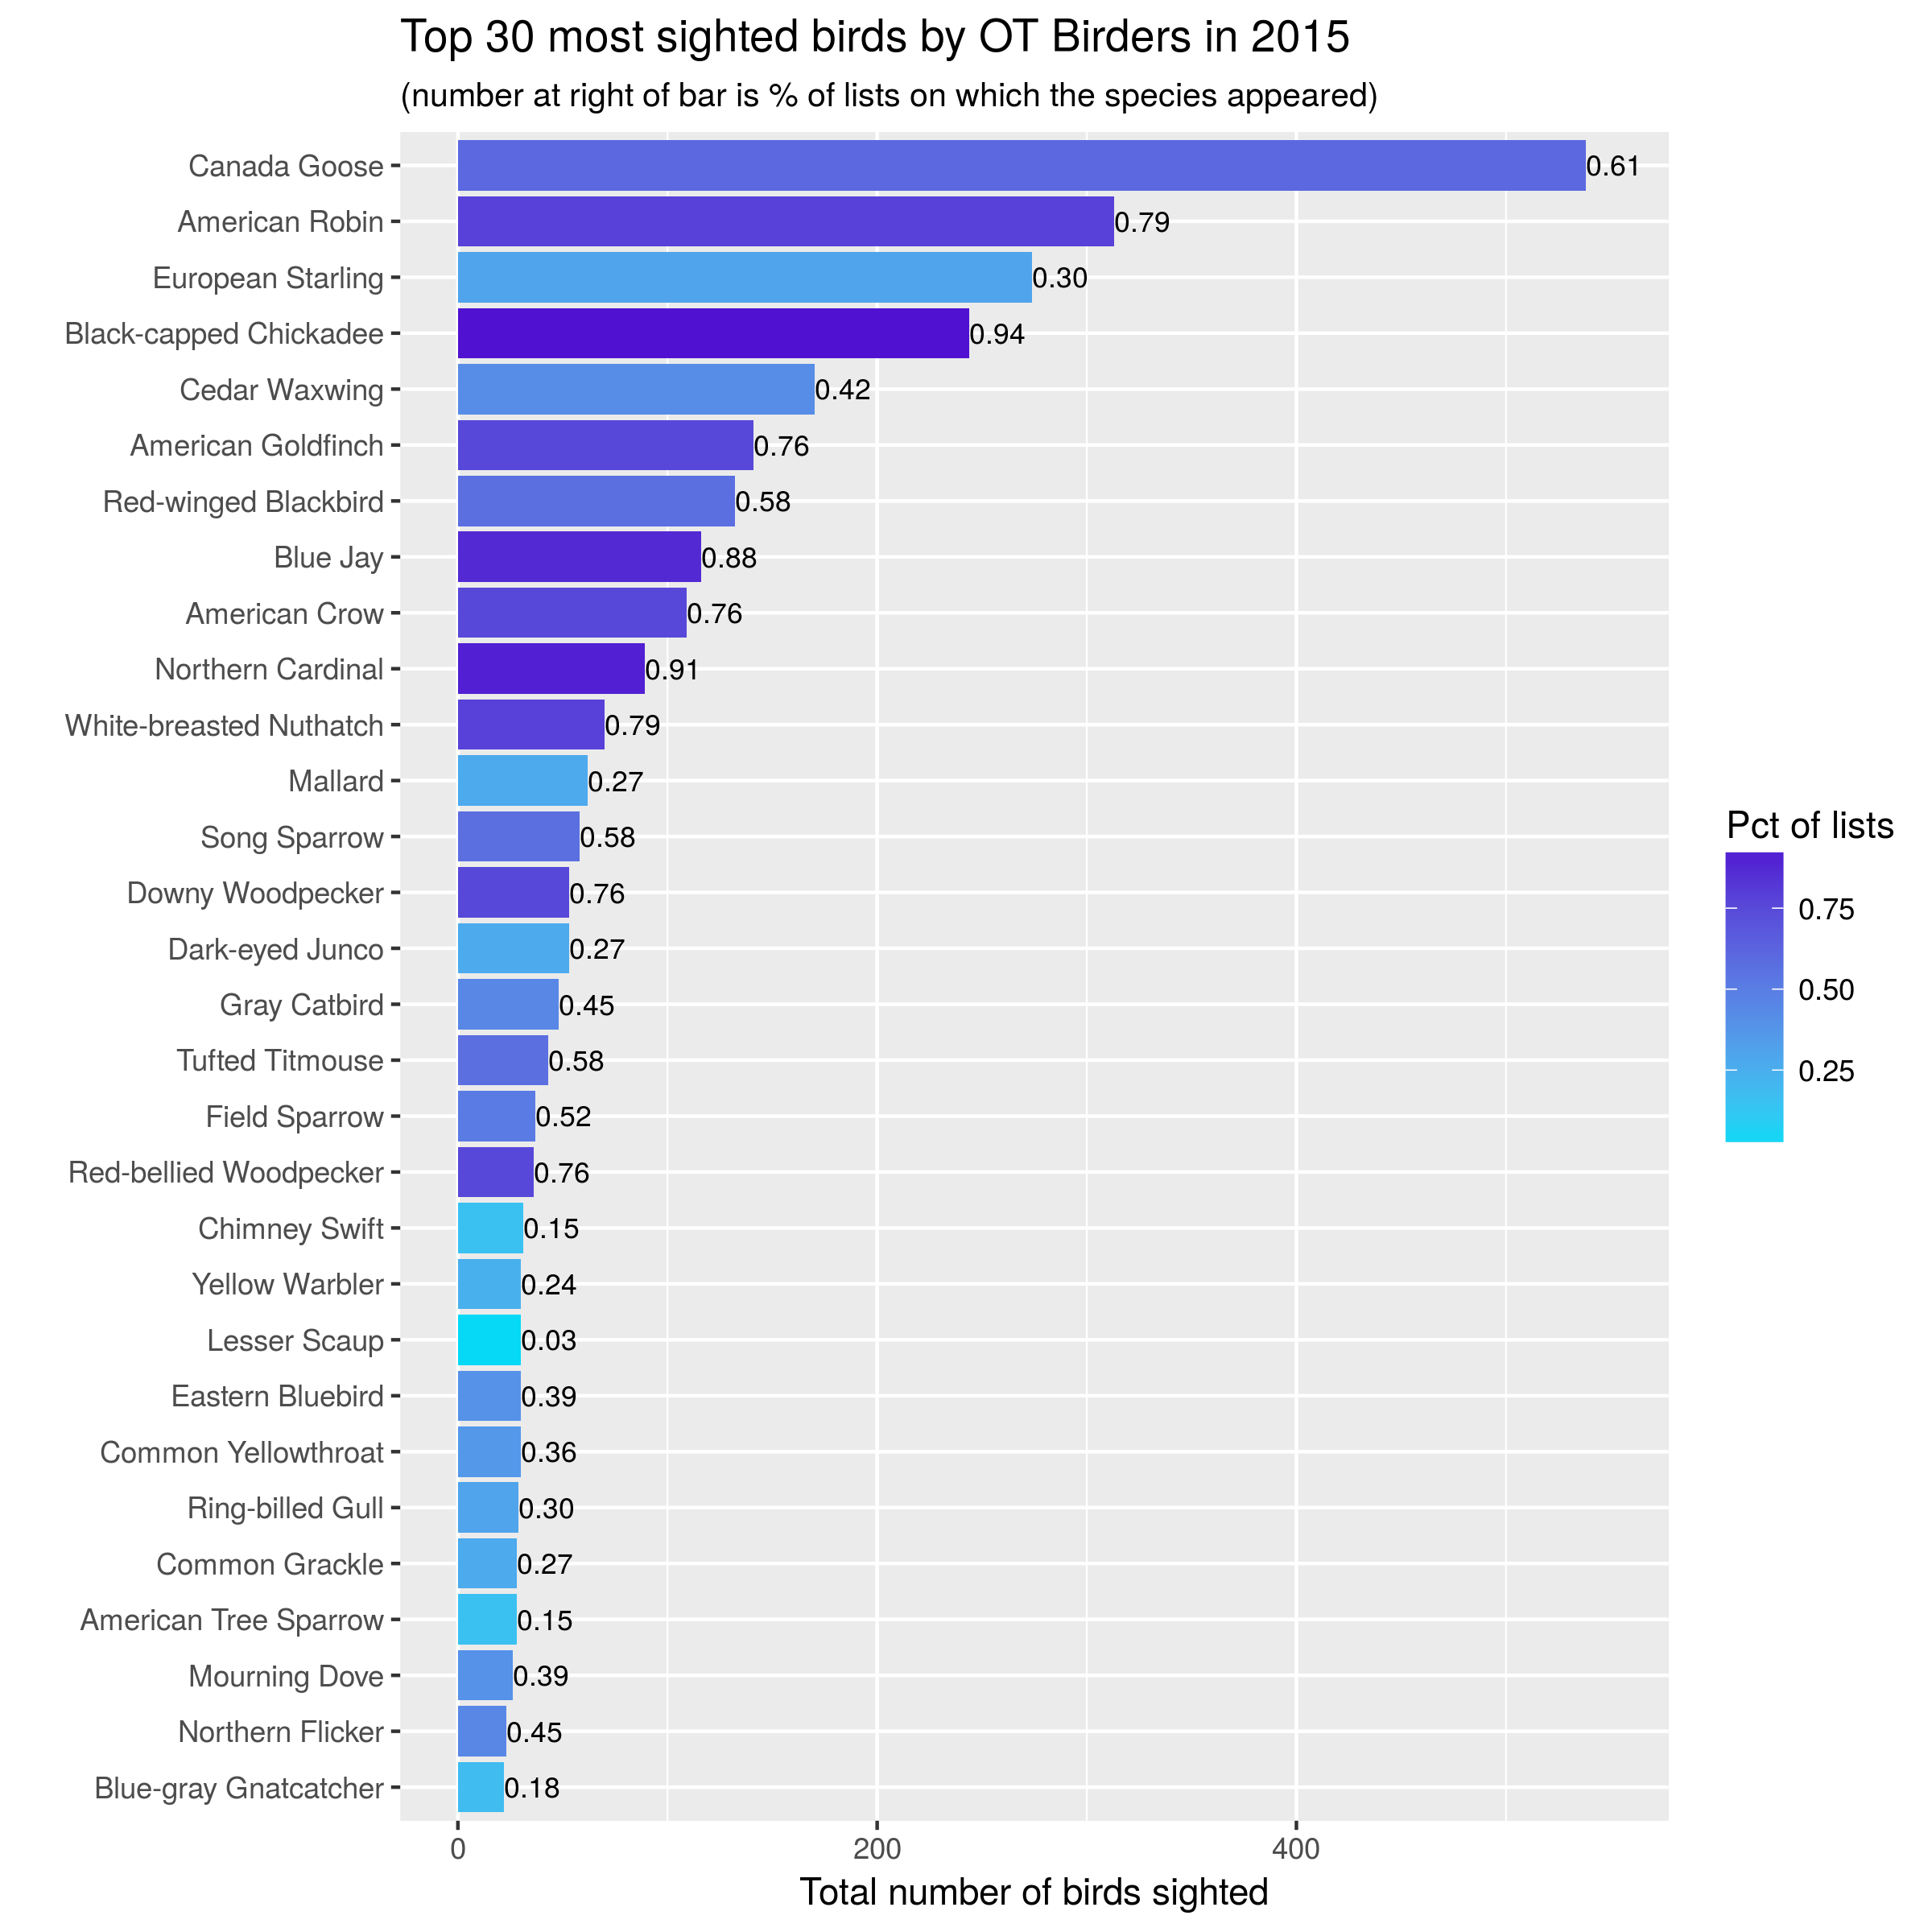 Top 30 most sighted birds by OT Birders in 2015
(number at right of bar is % of lists on which the species appeared)
Canada Goose 0.61
American Robin 0.79
European Starling 0.30
Black-capped Chickadee 0.94
Cedar Waxwing 0.42
American Goldfinch 0.76
Red-winged Blackbird 0.58
Blue Jay 0.88
American Crow 0.76
Northern Cardinal 0.91
White-breasted Nuthatch 0.79
Mallard 0.27
Song Sparrow 0.58
Downy Woodpecker 0.76
Dark-eyed Junco 0.27
Gray Catbird 0.45
Tufted Titmouse 0.58
Field Sparrow 0.52
Red-bellied Woodpecker 0.76
Chimney Swift 0.15
Yellow Warbler 0.24
Lesser Scaup 0.03
Eastern Bluebird 0.39
Common Yellowthroat 0.36
Ring-billed Gull 0.30
Common Grackle 0.27
American Tree Sparrow 0.15
Mourning Dove 0.39
Northern Flicker 0.45
Blue-gray Gnatcatcher 0.18
0 200 400
Total number of birds sighted
Pct of lists
0.75
0.50
0.25